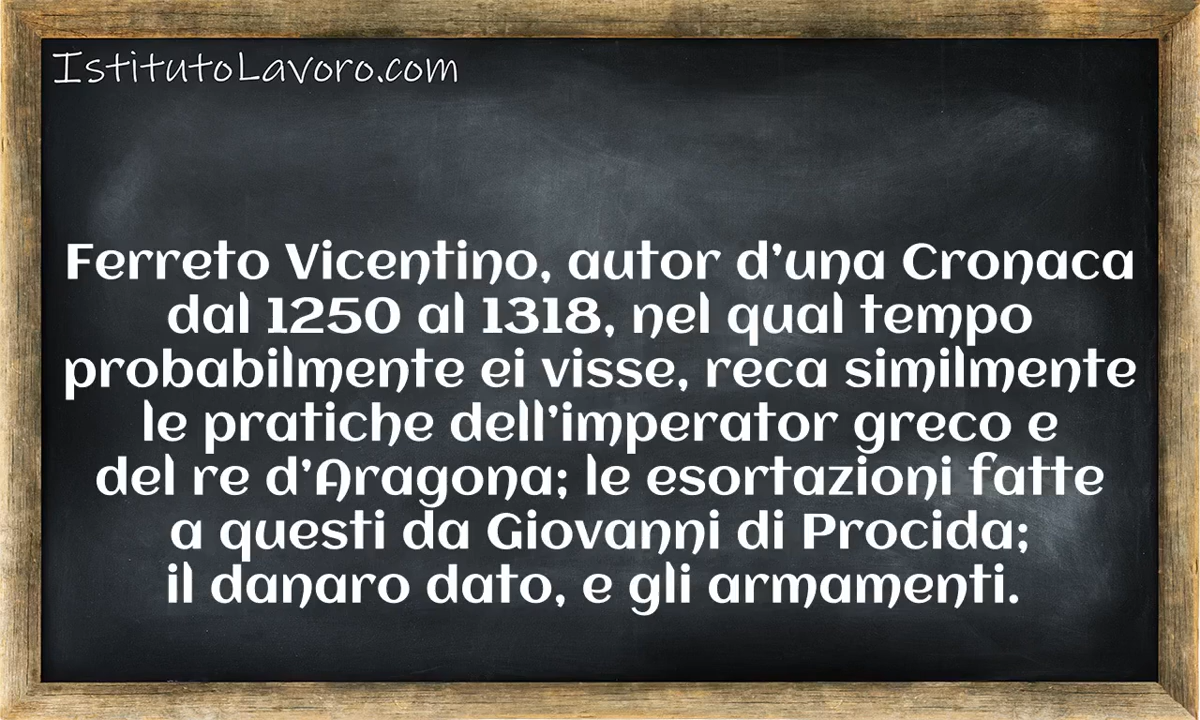 IstitutoLavoro.com
Ferreto Vicentino, autor d'una Cronaca
dal 1250 al 1318, nel qual tempo
probabilmente ei visse, reca similmente
le pratiche dell'imperator greco e
del re d'Aragona; le esortazioni fatte
a questi da Giovanni di Procida;
il danaro dato, e gli armamenti.